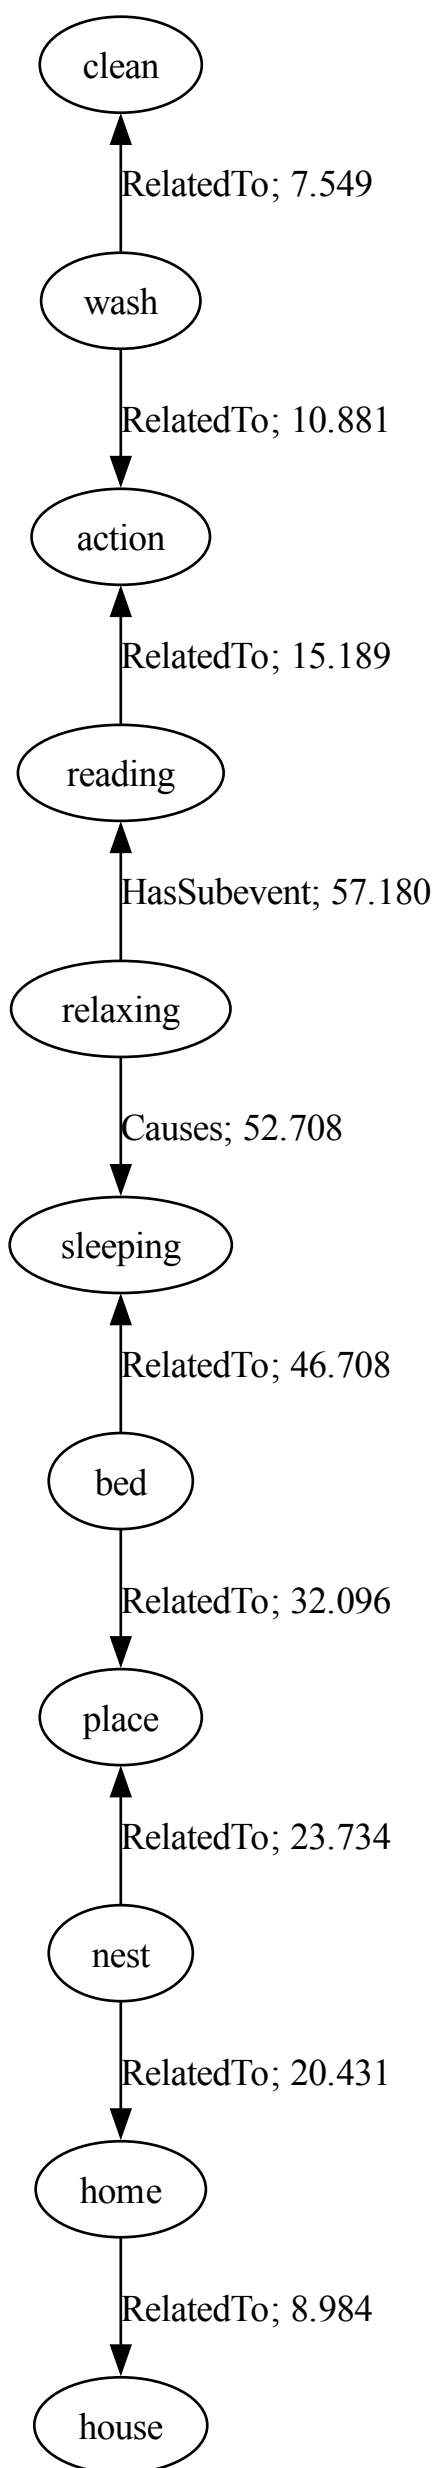 clean
RelatedTo; 7.549
wash
RelatedTo; 10.881
action
RelatedTo; 15.189
reading
HasSubevent; 57.180
relaxing
Causes; 52.708
sleeping
RelatedTo; 46.708
bed
RelatedTo; 32.096
place
RelatedTo; 23.734
nest
RelatedTo; 20.431
home
RelatedTo; 8.984
house